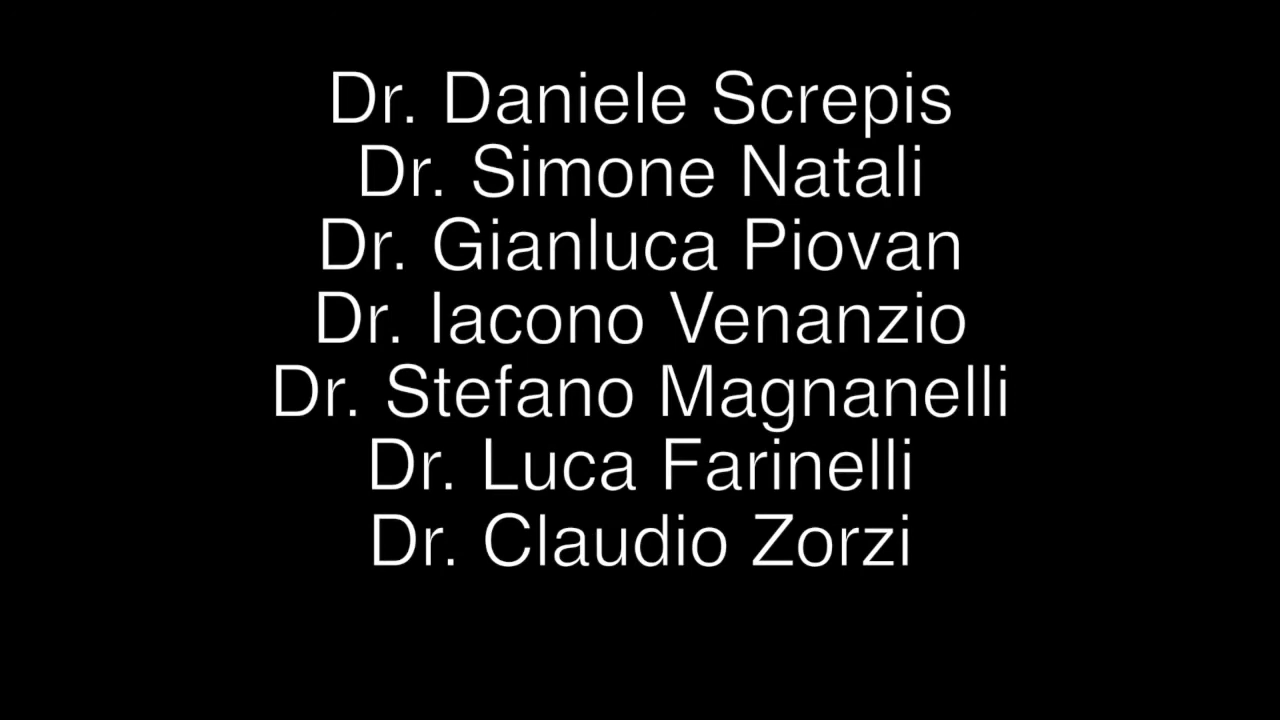 Dr. Daniele Screpis
Dr. Simone Natali
Dr. Gianluca Piovan
Dr. Iacono Venanzio
Dr. Stefano Magnanelli
Dr. Luca Farinelli
Dr. Claudio Zorzi